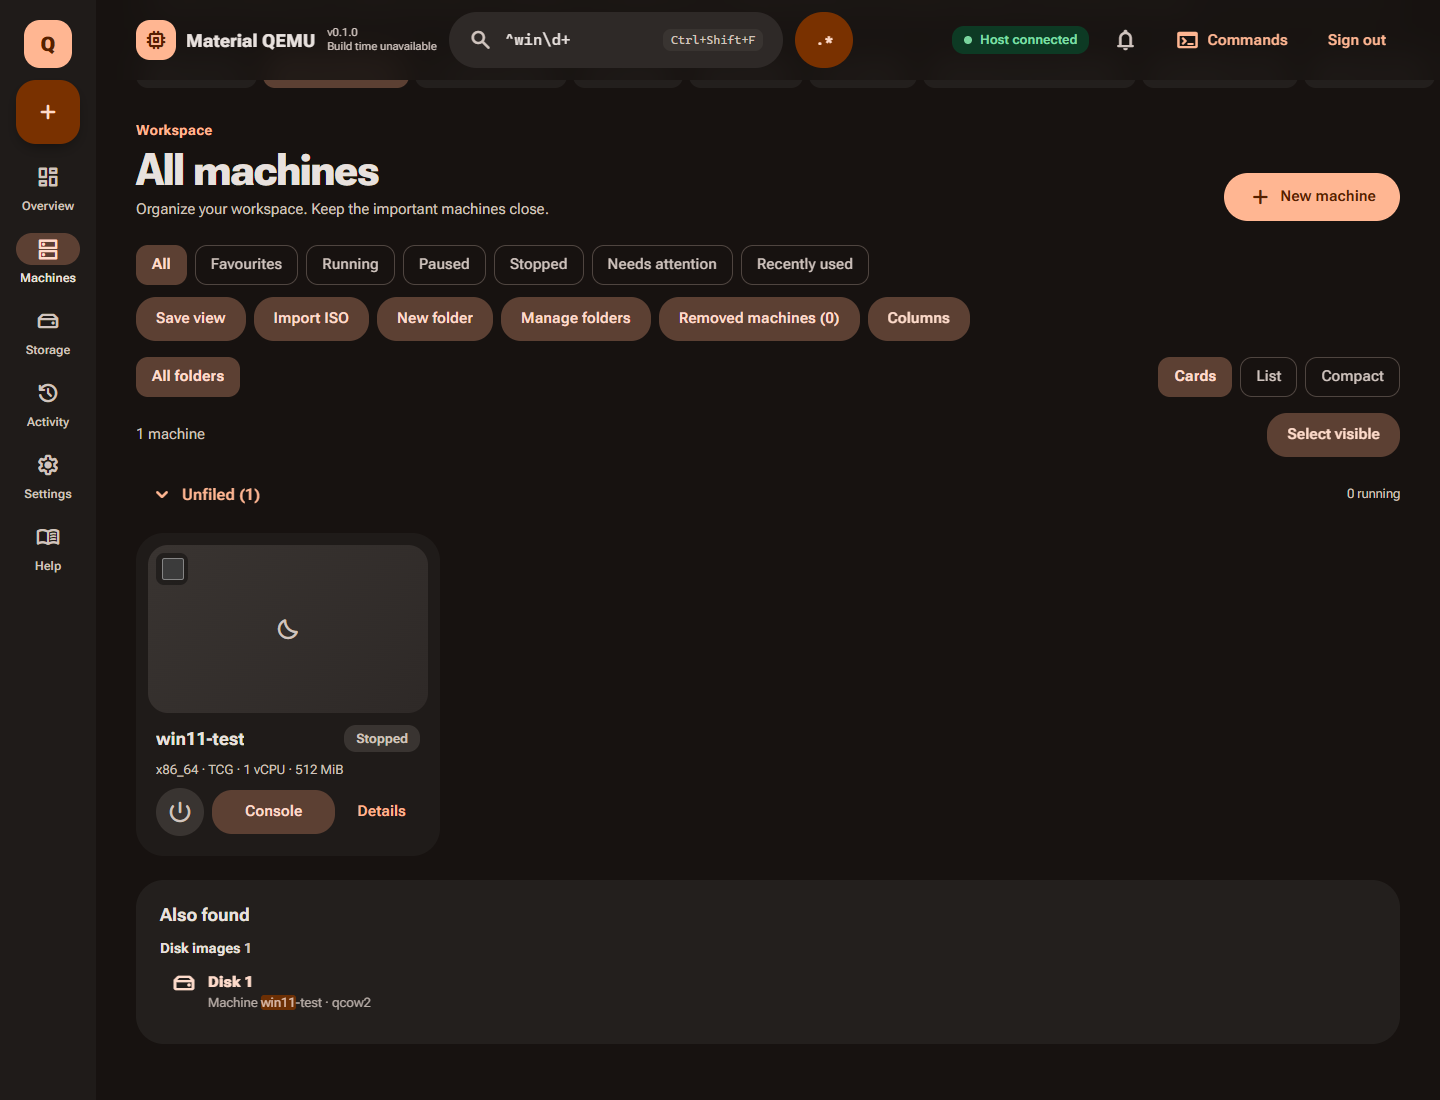 Q
Material QEMU
v0.1.0
Build time unavailable
^win\d+
Ctrl+Shift+F
.*
Host connected
Commands
Sign out
Overview
Machines
Storage
Activity
Settings
Help
Workspace
All machines
Organize your workspace. Keep the important machines close.
New machine
All
Favourites
Running
Paused
Stopped
Needs attention
Recently used
Save view
Import ISO
New folder
Manage folders
Removed machines (0)
Columns
All folders
Cards
List
Compact
1 machine
Select visible
Unfiled (1)
0 running
win11-test
Stopped
x86_64 · TCG · 1 vCPU · 512 MiB
Console
Details
Also found
Disk images 1
Disk 1
Machine win11-test · qcow2